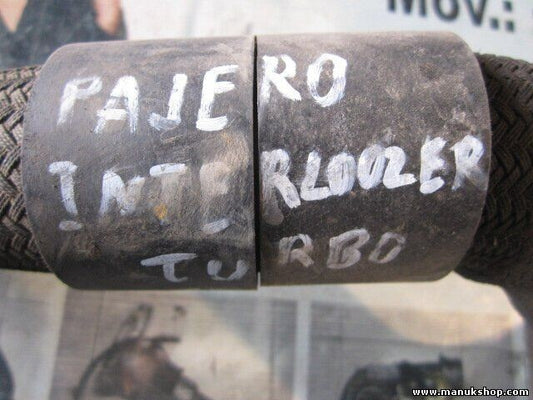 Mov.:
PAJERO
INTERLOOLER
TURBO
www.manukshop.com